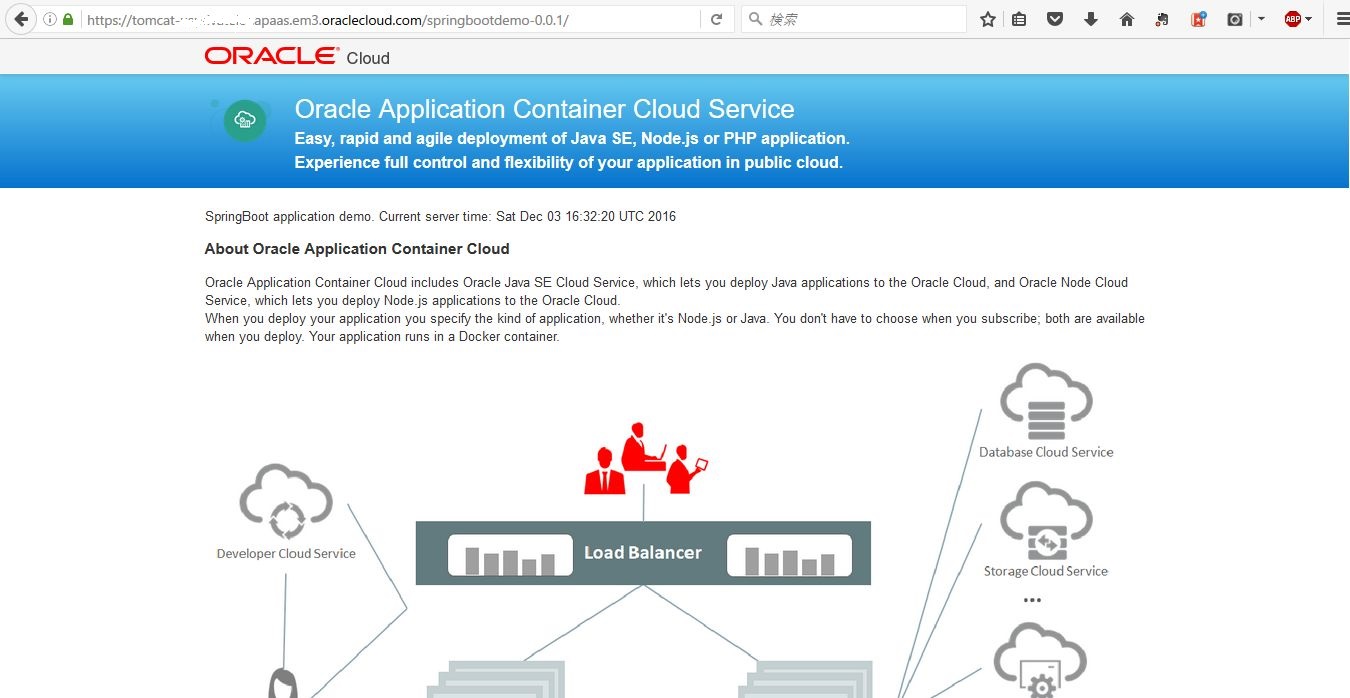 https://tomcat-
.apaas.em3.oraclecloud.com/springbootdemo-0.0.1/
検索
ABP
ORACLE Cloud
Oracle Application Container Cloud Service
Easy, rapid and agile deployment of Java SE, Node.js or PHP application.
Experience full control and flexibility of your application in public cloud.
SpringBoot application demo. Current server time: Sat Dec 03 16:32:20 UTC 2016
About Oracle Application Container Cloud
Oracle Application Container Cloud includes Oracle Java SE Cloud Service, which lets you deploy Java applications to the Oracle Cloud, and Oracle Node Cloud
Service, which lets you deploy Node.js applications to the Oracle Cloud.
When you deploy your application you specify the kind of application, whether it's Node.js or Java. You don't have to choose when you subscribe; both are available
when you deploy. Your application runs in a Docker container.
Database Cloud Service
Developer Cloud Service
Load Balancer
Storage Cloud Service
...